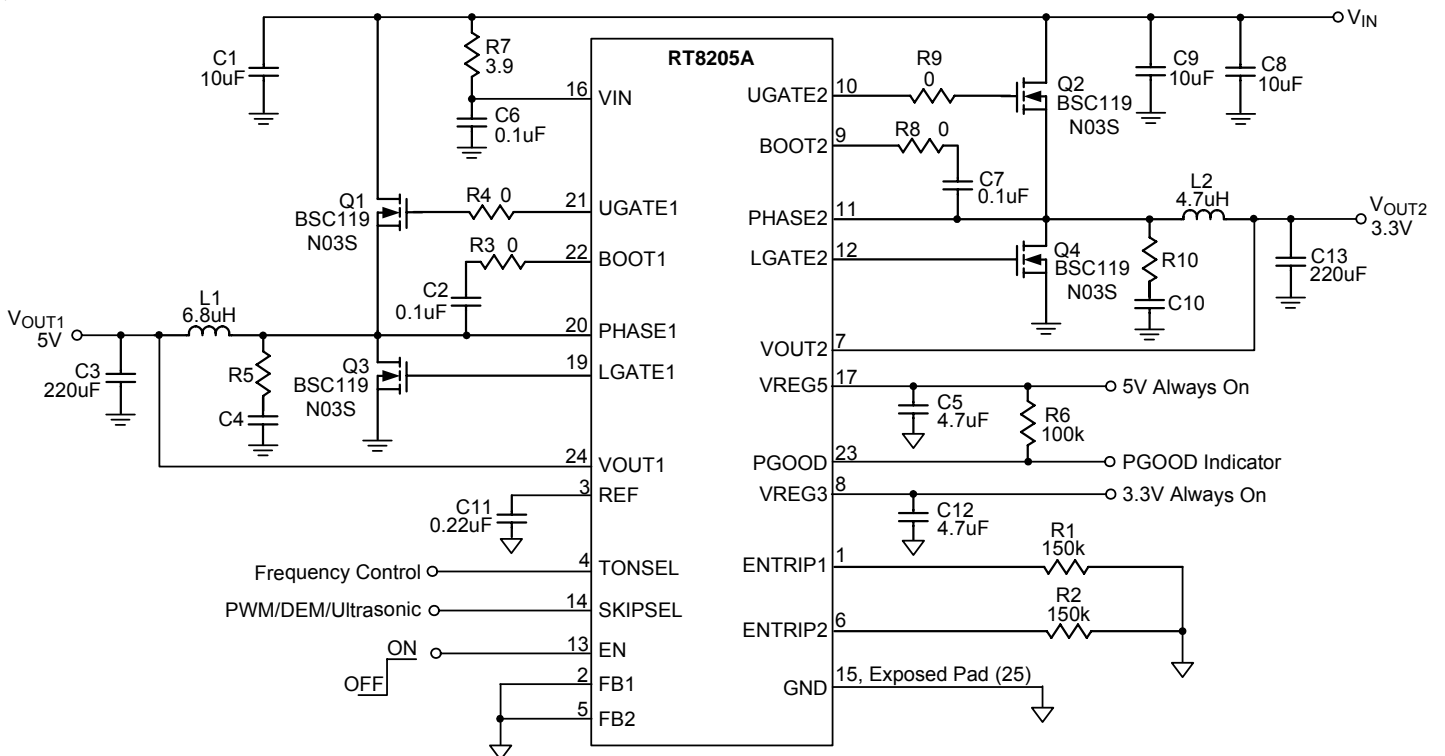 VIN
C1
10uF
R7
3.9
RT8205A
R9
0
C9
10uF
C8
10uF
16
VIN
UGATE2
10
Q2
BSC119
N03S
C6
0.1uF
BOOT2
9
R8
0
C7
0.1uF
L2
4.7uH
Q1
BSC119
N03S
R4
0
21
UGATE1
PHASE2
11
VOUT2
3.3V
R3
0
22
BOOT1
LGATE2
12
Q4
BSC119
N03S
R10
C13
220uF
C2
0.1uF
C10
L1
6.8uH
VOUT1
5V
20
PHASE1
VOUT2
7
C3
220uF
R5
Q3
BSC119
N03S
19
LGATE1
VREG5
17
5V Always On
C4
C5
4.7uF
R6
100k
24
VOUT1
PGOOD
23
PGOOD Indicator
3
REF
VREG3
8
3.3V Always On
C11
0.22uF
C12
4.7uF
R1
150k
Frequency Control
4
TONSEL
ENTRIP1
1
PWM/DEM/Ultrasonic
14
SKIPSEL
R2
150k
ENTRIP2
6
ON
OFF
13
EN
2
FB1
GND
15, Exposed Pad (25)
5
FB2